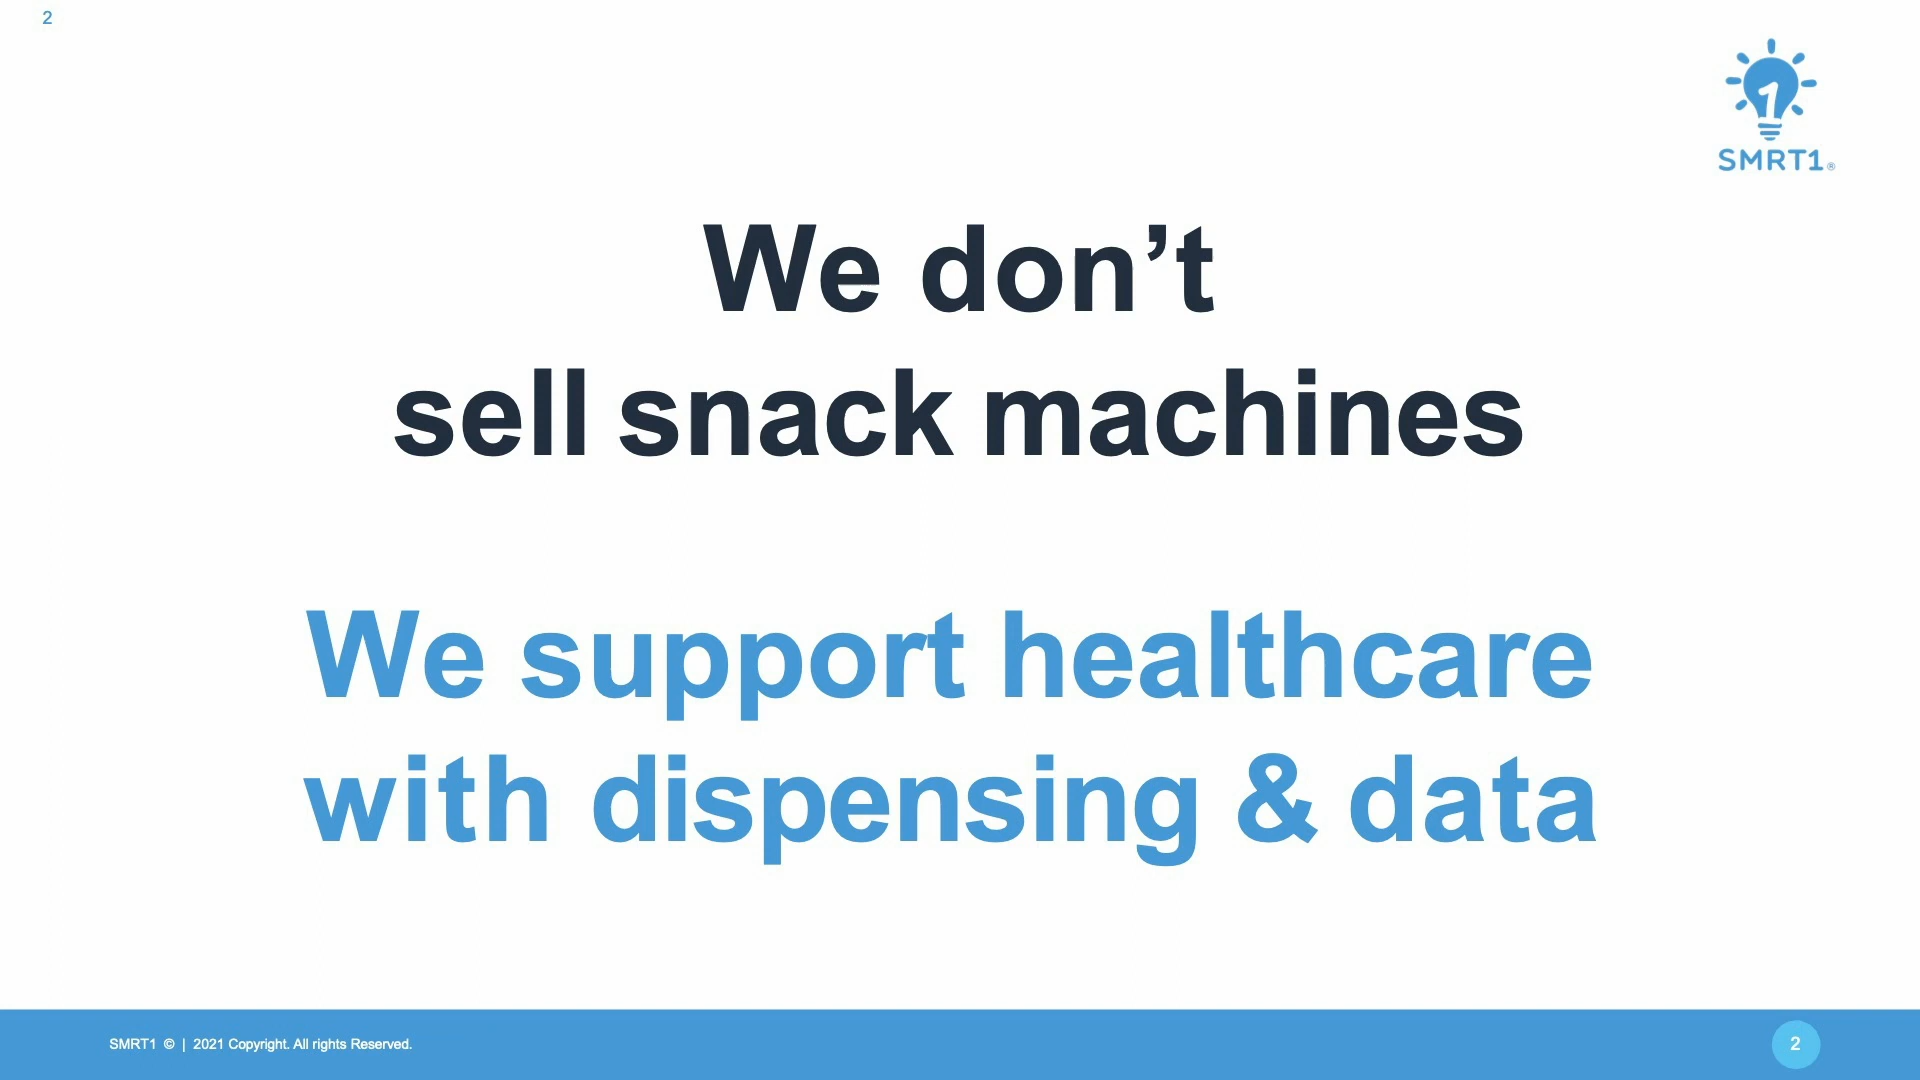 2
1
SMRT1®
We don’t
sell snack machines
We support healthcare
with dispensing & data
SMRT1 © | 2021 Copyright. All rights Reserved.
2